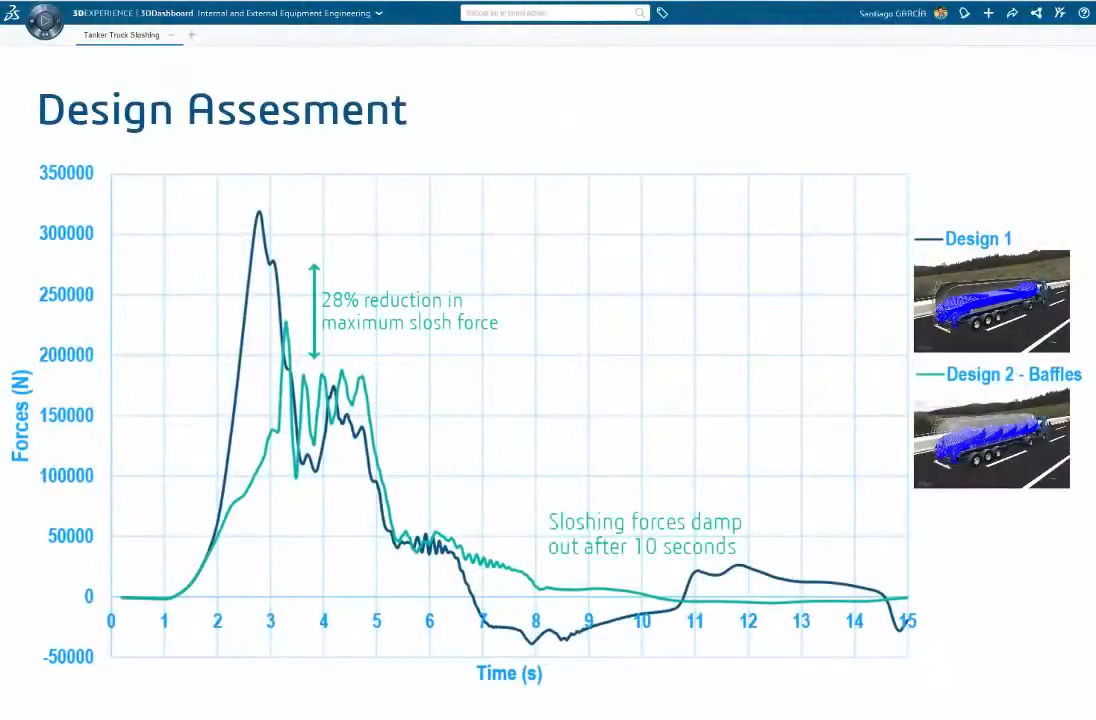 3DEXPERIENCE | 3DDashboard Internal and External Equipment Engineering
Santiago GARCÍA
Tanker Truck Sloshing
Design Assesment
350000
300000
250000
200000
150000
100000
50000
0
-50000
Forces (N)
28% reduction in
maximum slosh force
Sloshing forces damp
out after 10 seconds
0 1 2 3 4 5 6 7 8 9 10 11 12 13 14 15
Time (s)
Design 1
Design 2 - Baffles